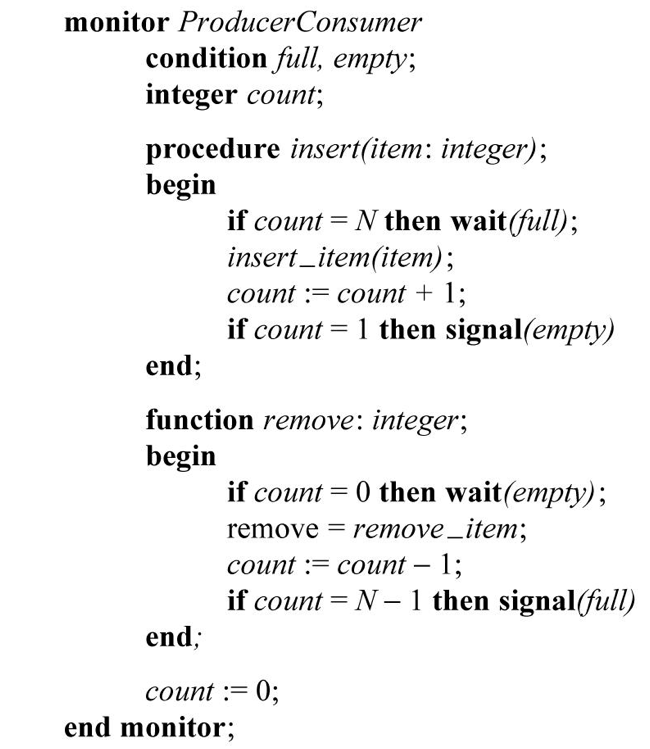 monitor ProducerConsumer
condition full, empty;
integer count;
procedure insert(item: integer);
begin
if count = N then wait(full);
insert_item(item);
count := count + 1;
if count = 1 then signal(empty)
end;
function remove: integer;
begin
if count = 0 then wait(empty);
remove = remove_item;
count := count – 1;
if count = N – 1 then signal(full)
end;
count := 0;
end monitor;